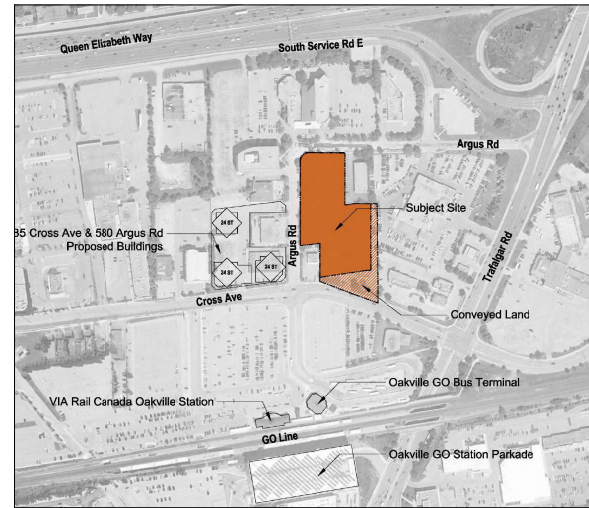 Queen Elizabeth Way
South Service Rd E
Argus Rd
Subject Site
24 ST
35 Cross Ave & 580 Argus Rd
Proposed Buildings
Argus Rd
Trafalgar Rd
24 ST
24 ST
Cross Ave
Conveyed Land
Oakville GO Bus Terminal
VIA Rail Canada Oakville Station
GO Line
Oakville GO Station Parkade